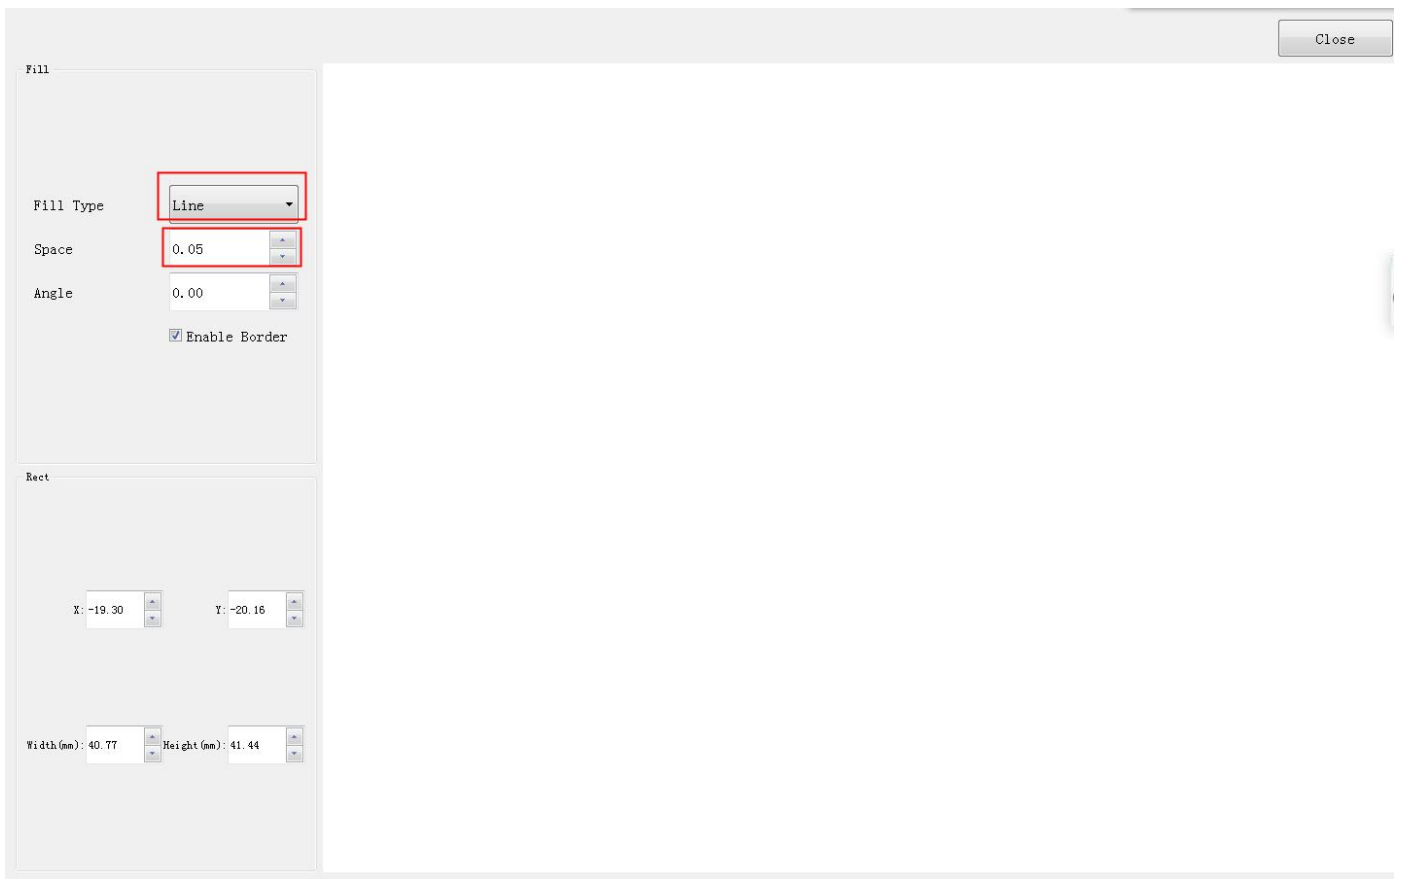 Close
Fill
Fill Type Line
Space 0.05
Angle 0.00
Enable Border
Rect
X: -19.30 Y: -20.16
Width(mm): 40.77 Height(mm): 41.44